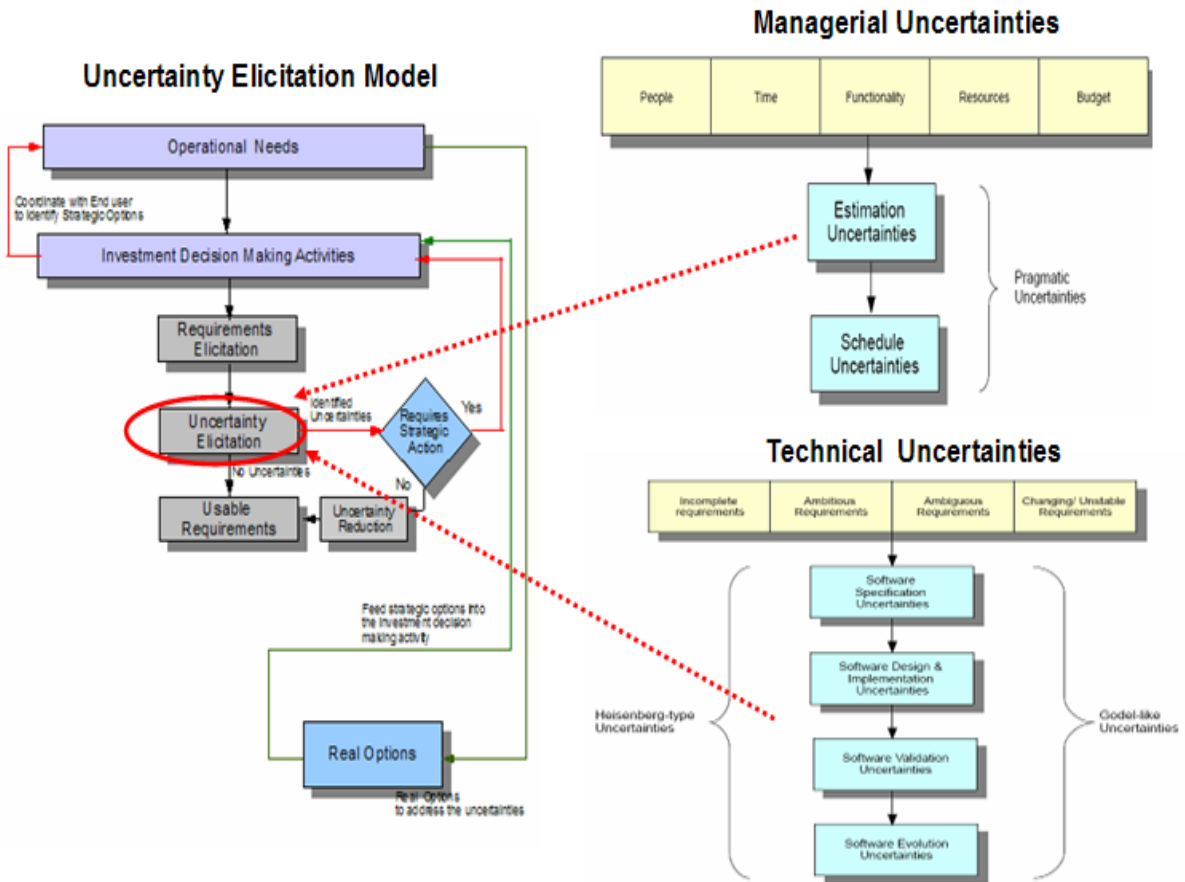 Uncertainty Elicitation Model
Operational Needs
Coordinate with End user
to Identify Strategic Options
Investment Decision Making Activities
Requirements
Elicitation
Uncertainty
Elicitation
Identified
Uncertainties
Requires
Strategic
Action
Yes
No Uncertainties
No
Usable
Requirements
Uncertainty
Reduction
Feed strategic options into
the investment decision
making activity
Real Options
Real Options
to address the uncertainties
Managerial Uncertainties
People
Time
Functionality
Resources
Budget
Estimation
Uncertainties
Schedule
Uncertainties
Pragmatic
Uncertainties
Technical Uncertainties
Incomplete
requirements
Ambitious
Requirements
Ambiguous
Requirements
Changing/ Unstable
Requirements
Software
Specification
Uncertainties
Software Design &
Implementation
Uncertainties
Heisenberg-type
Uncertainties
Godel-like
Uncertainties
Software Validation
Uncertainties
Software Evolution
Uncertainties